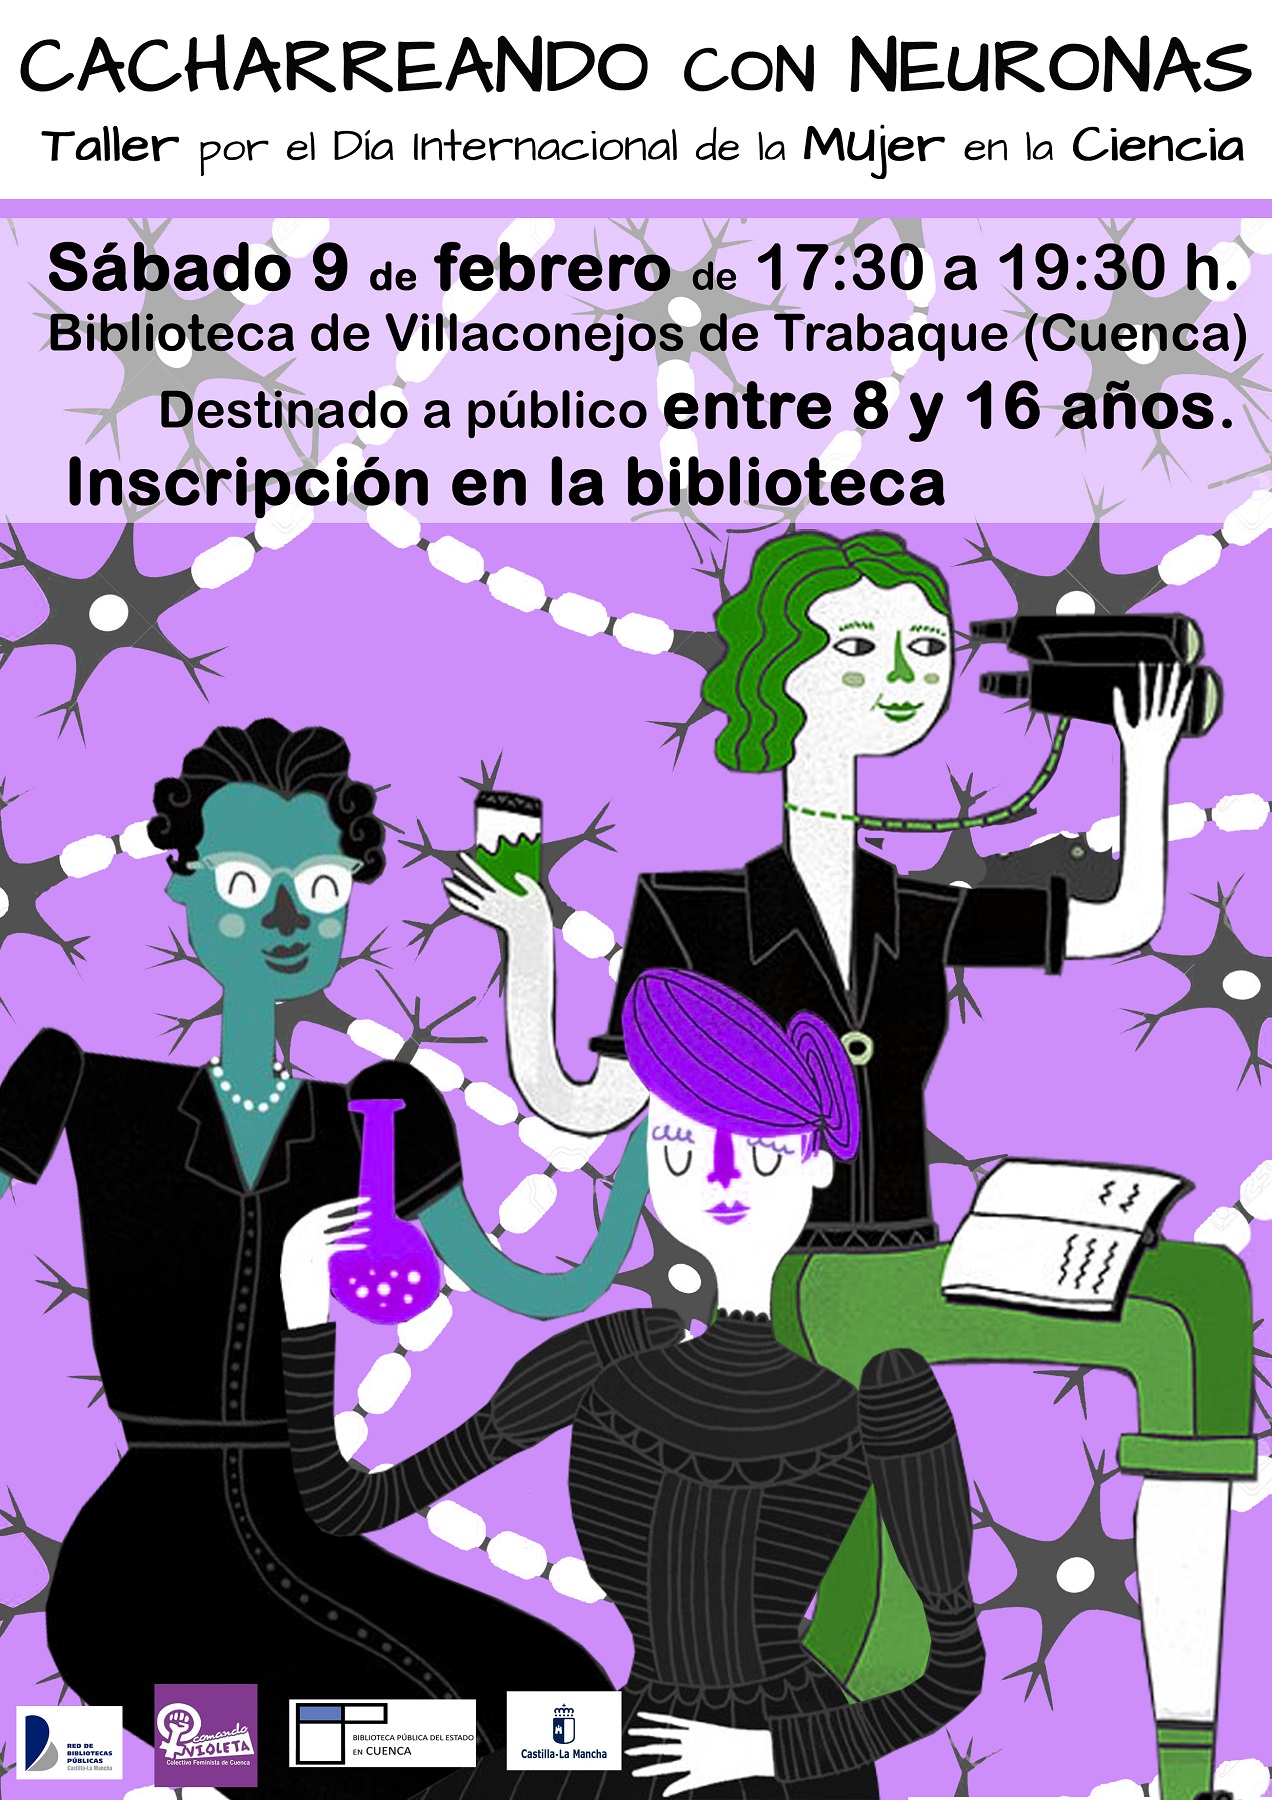 CACHARREANDO CON NEURONAS
Taller por el Día Internacional de la Mujer en la Ciencia
Sábado 9 de febrero de 17:30 a 19:30 h.
Biblioteca de Villaconejos de Trabaque (Cuenca)
Destinado a público entre 8 y 16 años.
Inscripción en la biblioteca
RED DE
BIBLIOTECAS
PÚBLICAS
Castilla-La Mancha
comando
VIOLETA
Colectivo Feminista de Cuenca
BIBLIOTECA PÚBLICA DEL ESTADO
EN CUENCA
Castilla-La Mancha